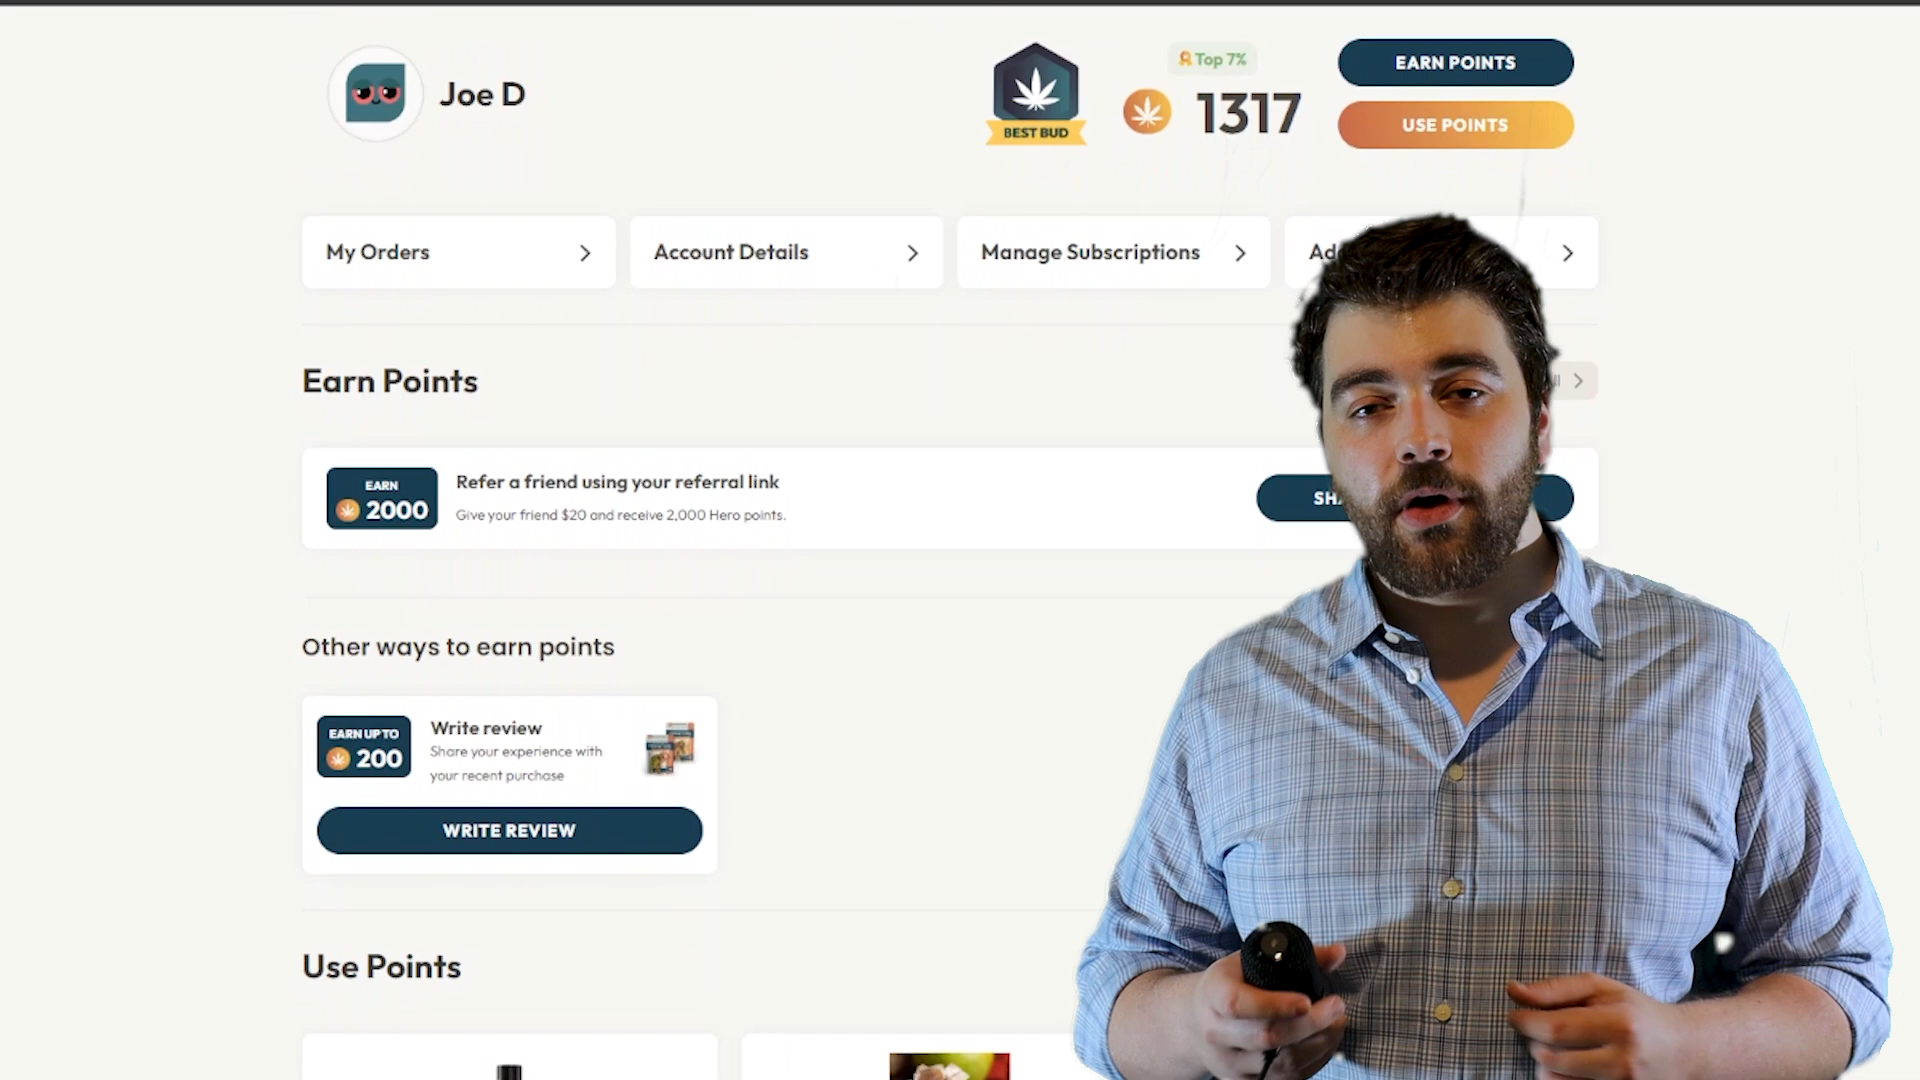 Joe D
BEST BUD
Top 7%
1317
EARN POINTS
USE POINTS
My Orders
Account Details
Manage Subscriptions
Earn Points
EARN
2000
Refer a friend using your referral link
Give your friend $20 and receive 2,000 Hero points.
Other ways to earn points
EARN UP TO
200
Write review
Share your experience with
your recent purchase
WRITE REVIEW
Use Points